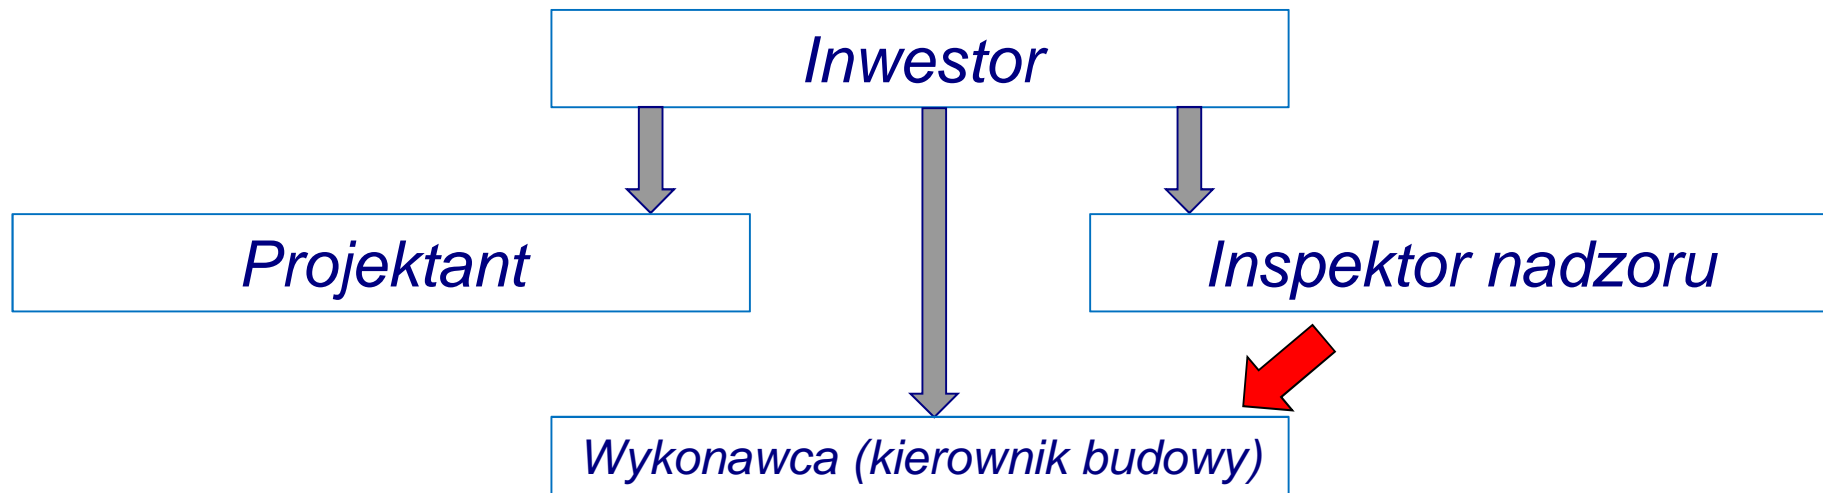 Inwestor
Projektant
Inspektor nadzoru
Wykonawca (kierownik budowy)